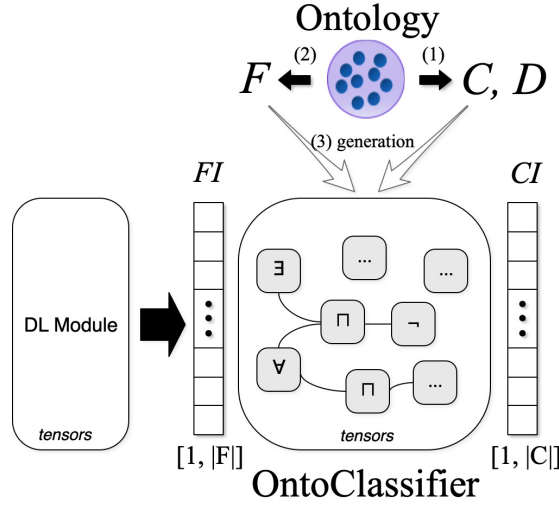 Ontology
(2)
(1)
F
C, D
(3) generation
FI
CI
∃
...
...
DL Module
⊓
¬
∀
⊓
...
tensors
tensors
[1, |F|]
[1, |C|]
OntoClassifier